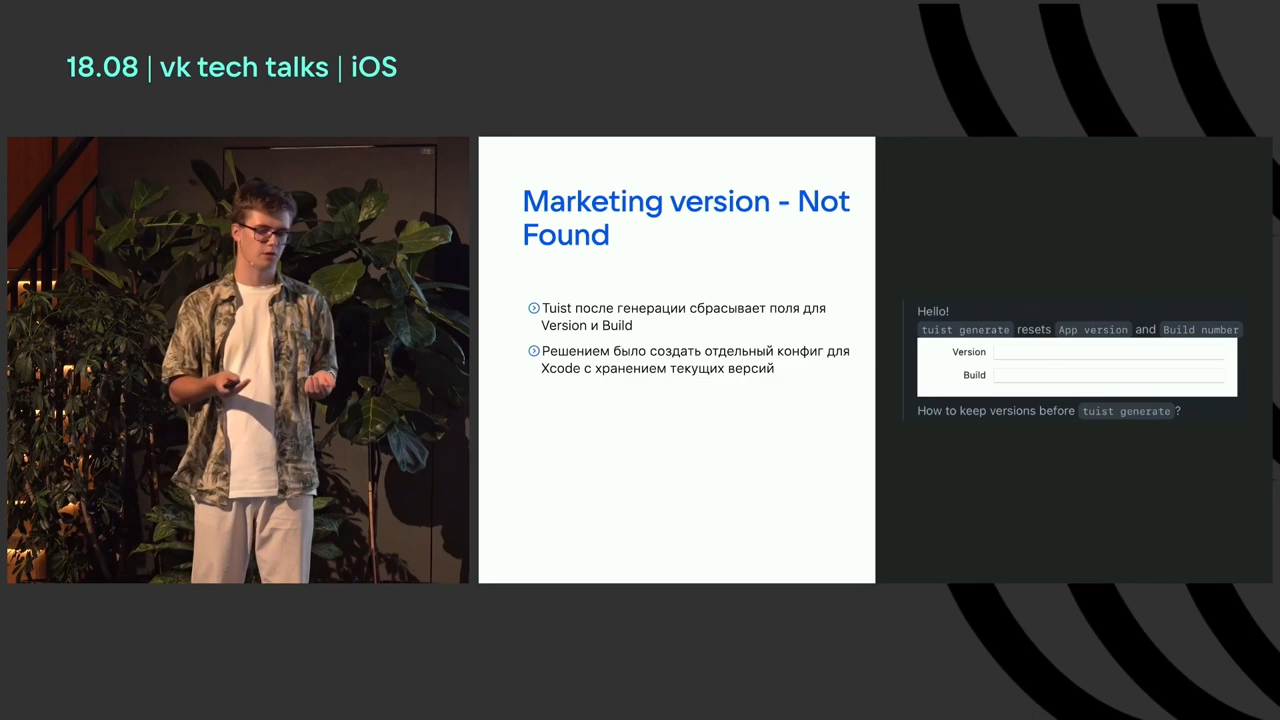 18.08 | vk tech talks | iOS
Marketing version - Not
Found
Tuist после генерации сбрасывает поля для
Version и Build
Решением было создать отдельный конфиг для
Xcode с хранением текущих версий
Hello!
tuist generate resets App version and Build number
Version
Build
How to keep versions before tuist generate?